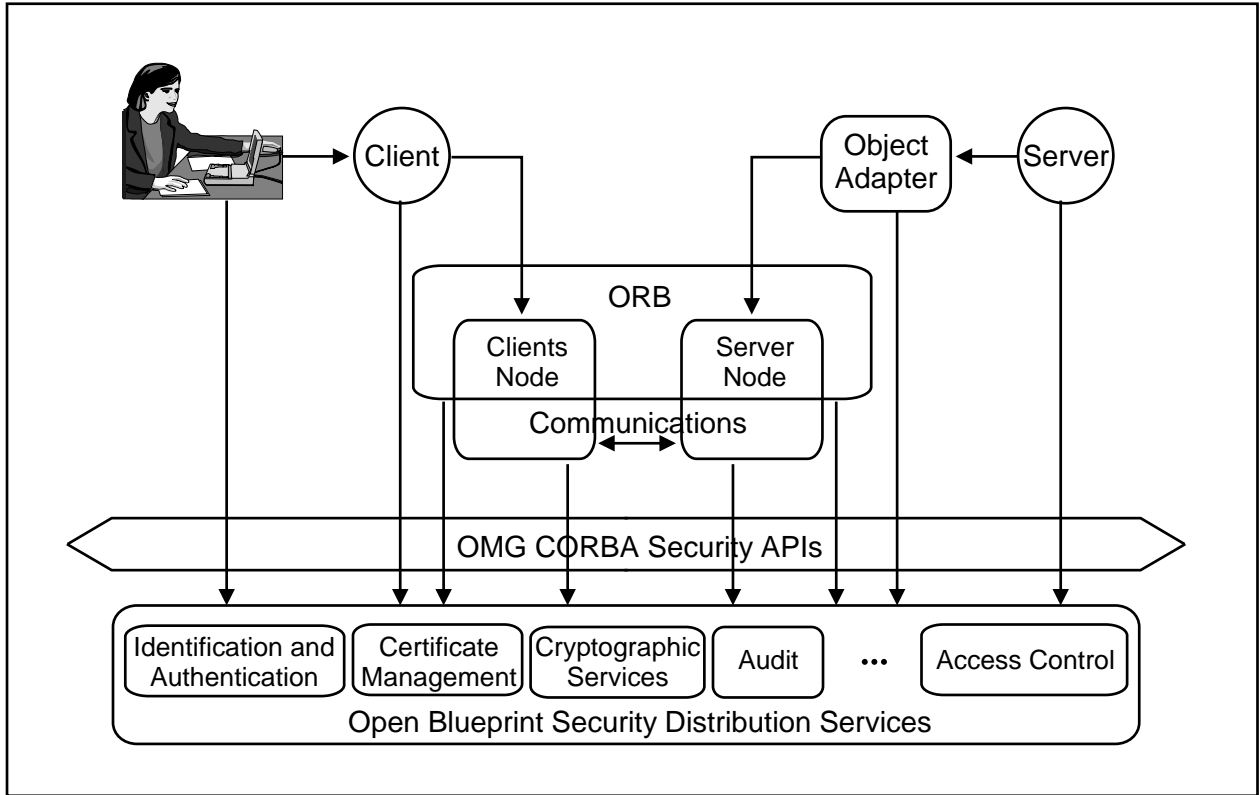 Client
Object
Adapter
Server
ORB
Clients
Node
Server
Node
Communications
OMG CORBA Security APIs
Identification and
Authentication
Certificate
Management
Cryptographic
Services
Audit
...
Access Control
Open Blueprint Security Distribution Services